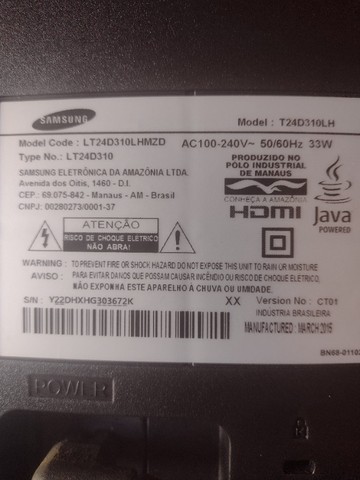 SAMSUNG
Model : T24D310LH
Model Code : LT24D310LHMZD
AC100-240V~ 50/60Hz 33W
Type No.: LT24D310
SAMSUNG ELETRÔNICA DA AMAZÔNIA LTDA.
Avenida dos Oitis, 1460 - D.I.
CEP.: 69.075-842 - Manaus - AM - Brasil
CNPJ: 00280273/0001-37
PRODUZIDO NO
PÓLO INDUSTRIAL
DE MANAUS
CONHEÇA A AMAZÔNIA
HDMI
Java
POWERED
ATENÇÃO
RISCO DE CHOQUE ELÉTRICO
NÃO ABRA!
WARNING : TO PREVENT FIRE OR SHOCK HAZARD DO NOT EXPOSE THIS UNIT TO RAIN OR MOISTURE
AVISO : PARA EVITAR DANOS QUE POSSAM CAUSAR INCÊNDIO OU RISCO DE CHOQUE ELÉTRICO,
NÃO EXPONHA ESTE APARELHO À CHUVA OU UMIDADE.
S/N : Y22DHXHG303672K
XX Version No : CT01
INDÚSTRIA BRASILEIRA
MANUFACTURED : MARCH 2015
POWER